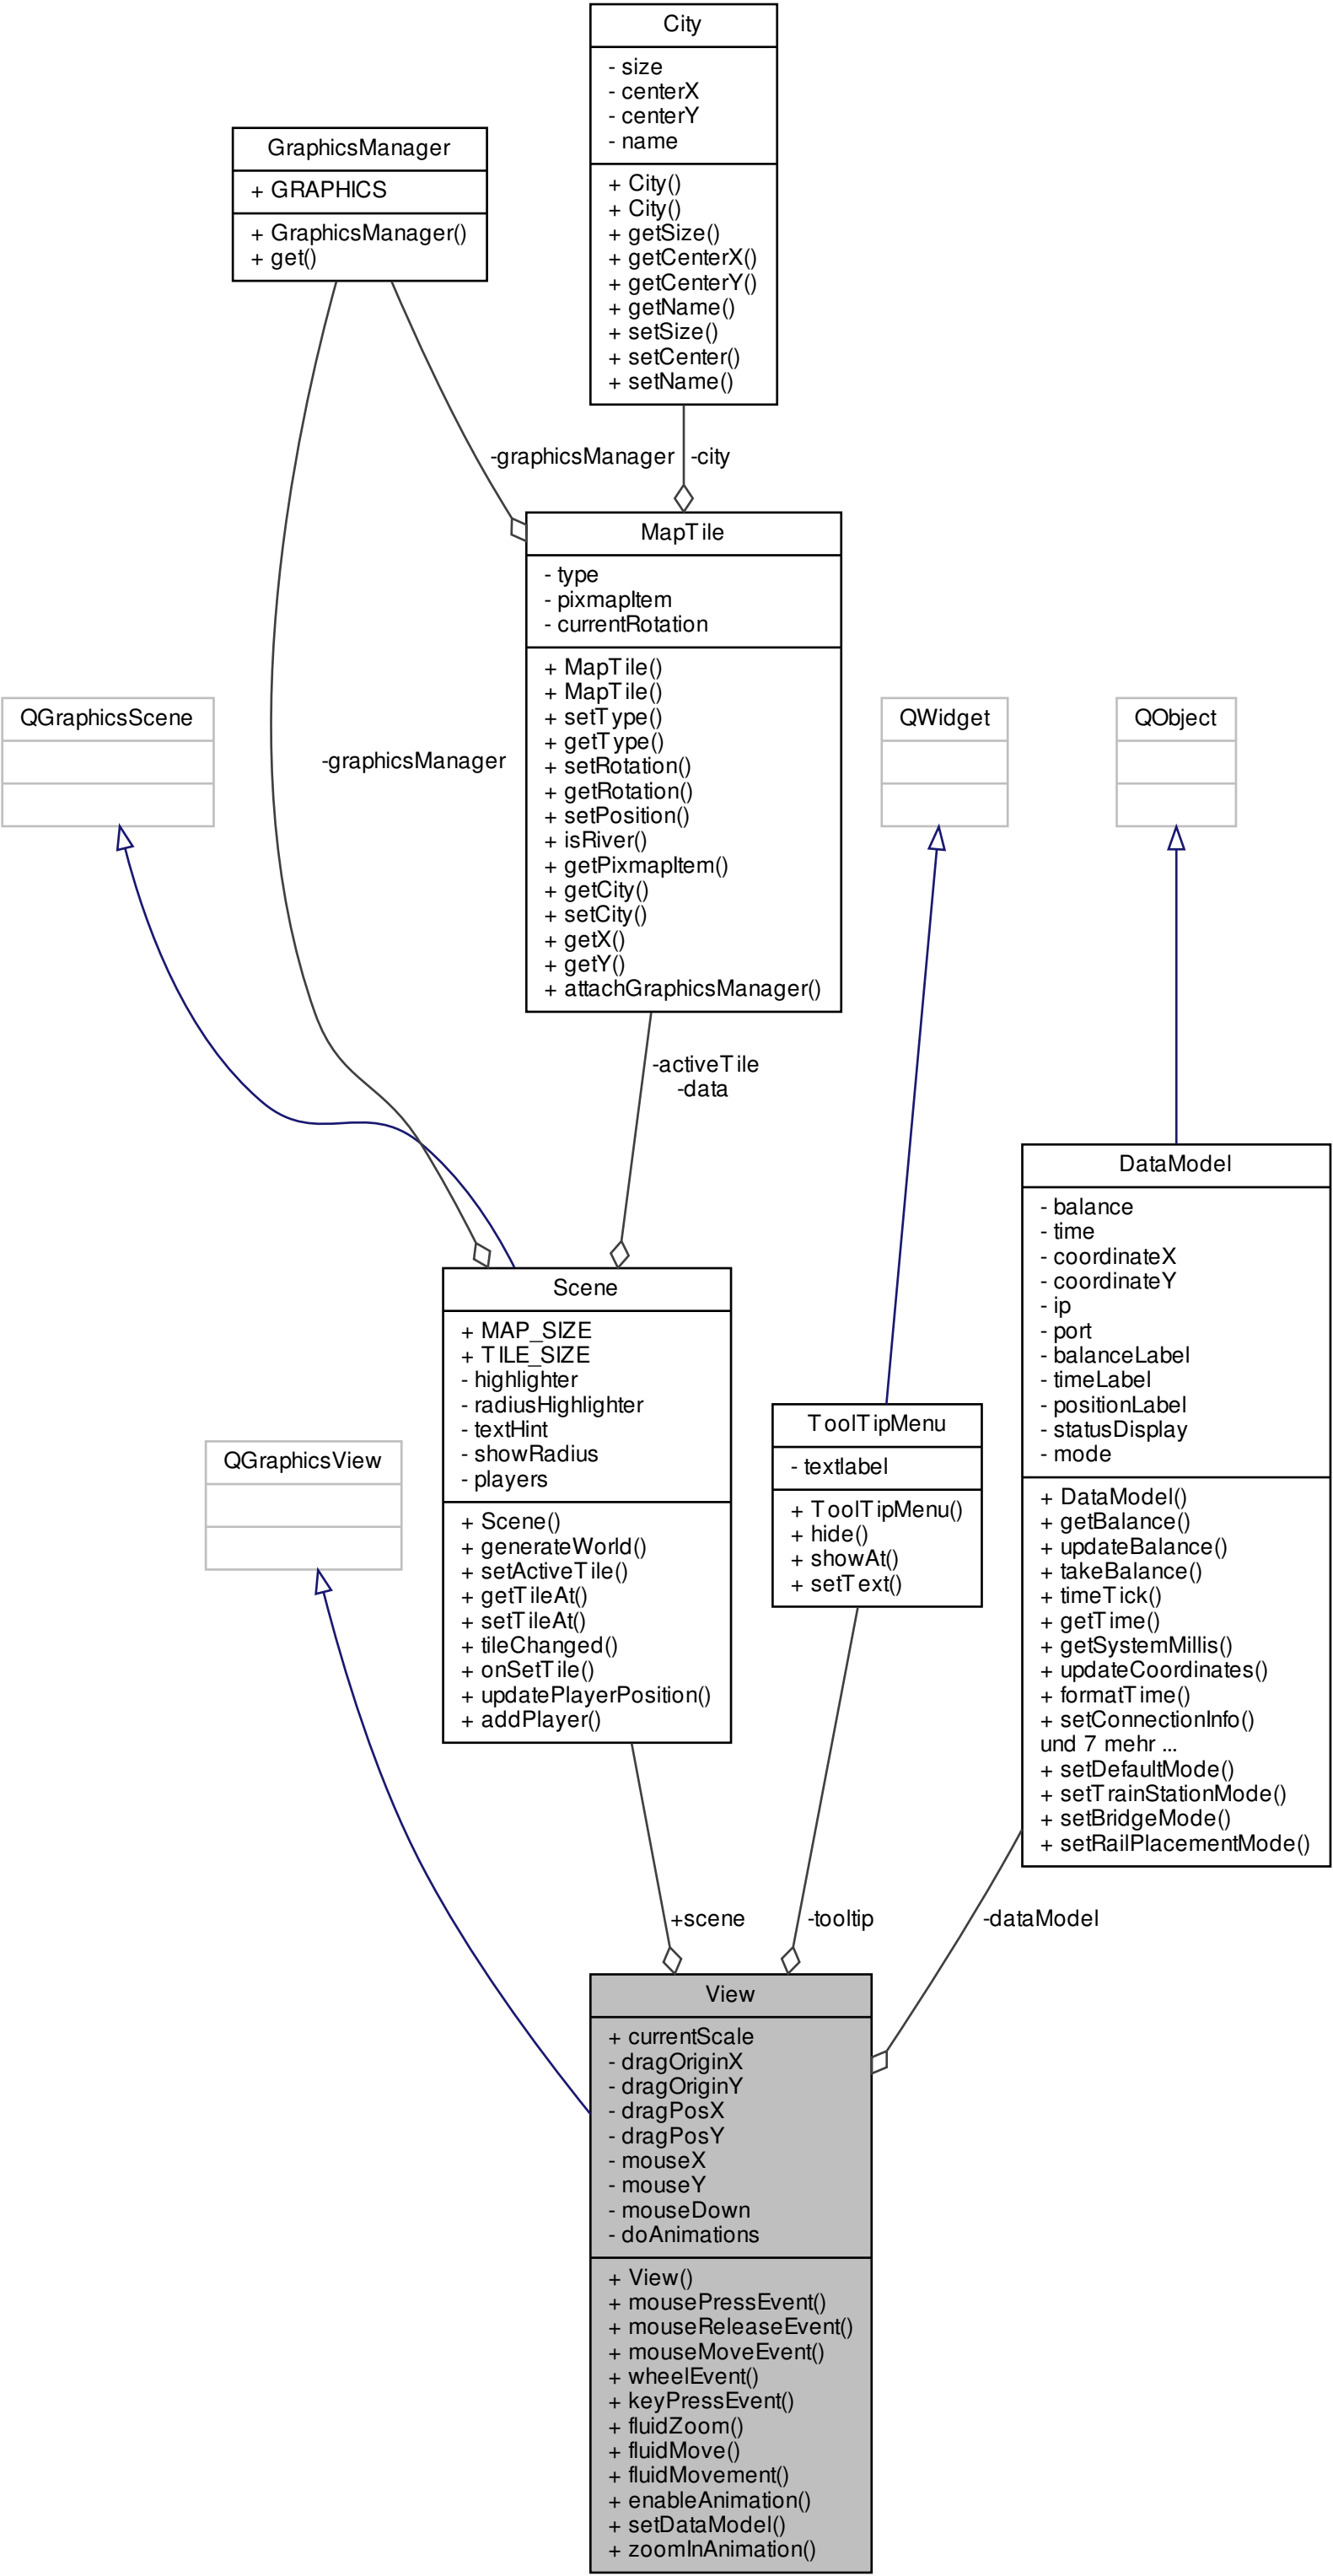 City
- size
- centerX
- centerY
- name
+ City()
+ City()
+ getSize()
+ getCenterX()
+ getCenterY()
+ getName()
+ setSize()
+ setCenter()
+ setName()
GraphicsManager
+ GRAPHICS
+ GraphicsManager()
+ get()
-graphicsManager
-city
MapTile
- type
- pixmapItem
- currentRotation
+ MapTile()
+ MapTile()
+ setType()
+ getType()
+ setRotation()
+ getRotation()
+ setPosition()
+ isRiver()
+ getPixmapItem()
+ getCity()
+ setCity()
+ getX()
+ getY()
+ attachGraphicsManager()
QGraphicsScene
-graphicsManager
QWidget
QObject
-activeTile
-data
DataModel
- balance
- time
- coordinateX
- coordinateY
- ip
- port
- balanceLabel
- timeLabel
- positionLabel
- statusDisplay
- mode
+ DataModel()
+ getBalance()
+ updateBalance()
+ takeBalance()
+ timeTick()
+ getTime()
+ getSystemMillis()
+ updateCoordinates()
+ formatTime()
+ setConnectionInfo()
und 7 mehr ...
+ setDefaultMode()
+ setTrainStationMode()
+ setBridgeMode()
+ setRailPlacementMode()
Scene
+ MAP_SIZE
+ TILE_SIZE
- highlighter
- radiusHighlighter
- textHint
- showRadius
- players
+ Scene()
+ generateWorld()
+ setActiveTile()
+ getTileAt()
+ setTileAt()
+ tileChanged()
+ onSetTile()
+ updatePlayerPosition()
+ addPlayer()
ToolTipMenu
- textlabel
+ ToolTipMenu()
+ hide()
+ showAt()
+ setText()
QGraphicsView
+scene
-tooltip
-dataModel
View
+ currentScale
- dragOriginX
- dragOriginY
- dragPosX
- dragPosY
- mouseX
- mouseY
- mouseDown
- doAnimations
+ View()
+ mousePressEvent()
+ mouseReleaseEvent()
+ mouseMoveEvent()
+ wheelEvent()
+ keyPressEvent()
+ fluidZoom()
+ fluidMove()
+ fluidMovement()
+ enableAnimation()
+ setDataModel()
+ zoomInAnimation()